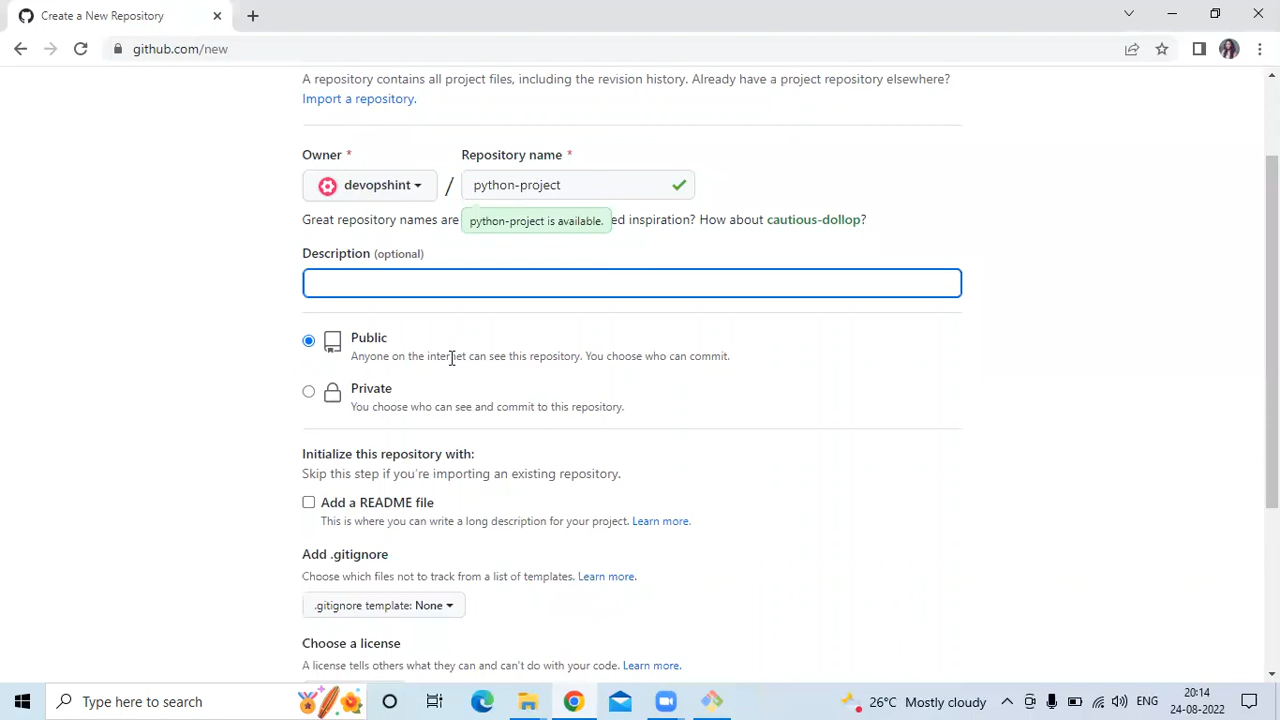 Create a New Repository
github.com/new
A repository contains all project files, including the revision history. Already have a project repository elsewhere?
Import a repository.
Owner * Repository name *
devopshint / python-project
Great repository names are ed inspiration? How about cautious-dollop?
python-project is available.
Description (optional)
Public
Anyone on the internet can see this repository. You choose who can commit.
Private
You choose who can see and commit to this repository.
Initialize this repository with:
Skip this step if you're importing an existing repository.
Add a README file
This is where you can write a long description for your project. Learn more.
Add .gitignore
Choose which files not to track from a list of templates. Learn more.
.gitignore template: None
Choose a license
A license tells others what they can and can't do with your code. Learn more.
Type here to search
26°C Mostly cloudy
ENG
20:14
24-08-2022